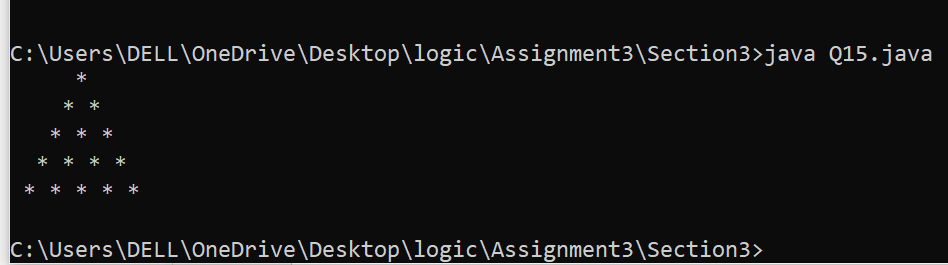 C:\Users\DELL\OneDrive\Desktop\logic\Assignment3\Section3>java Q15.java
     *
    * *
   * * *
  * * * *
 * * * * *
C:\Users\DELL\OneDrive\Desktop\logic\Assignment3\Section3>